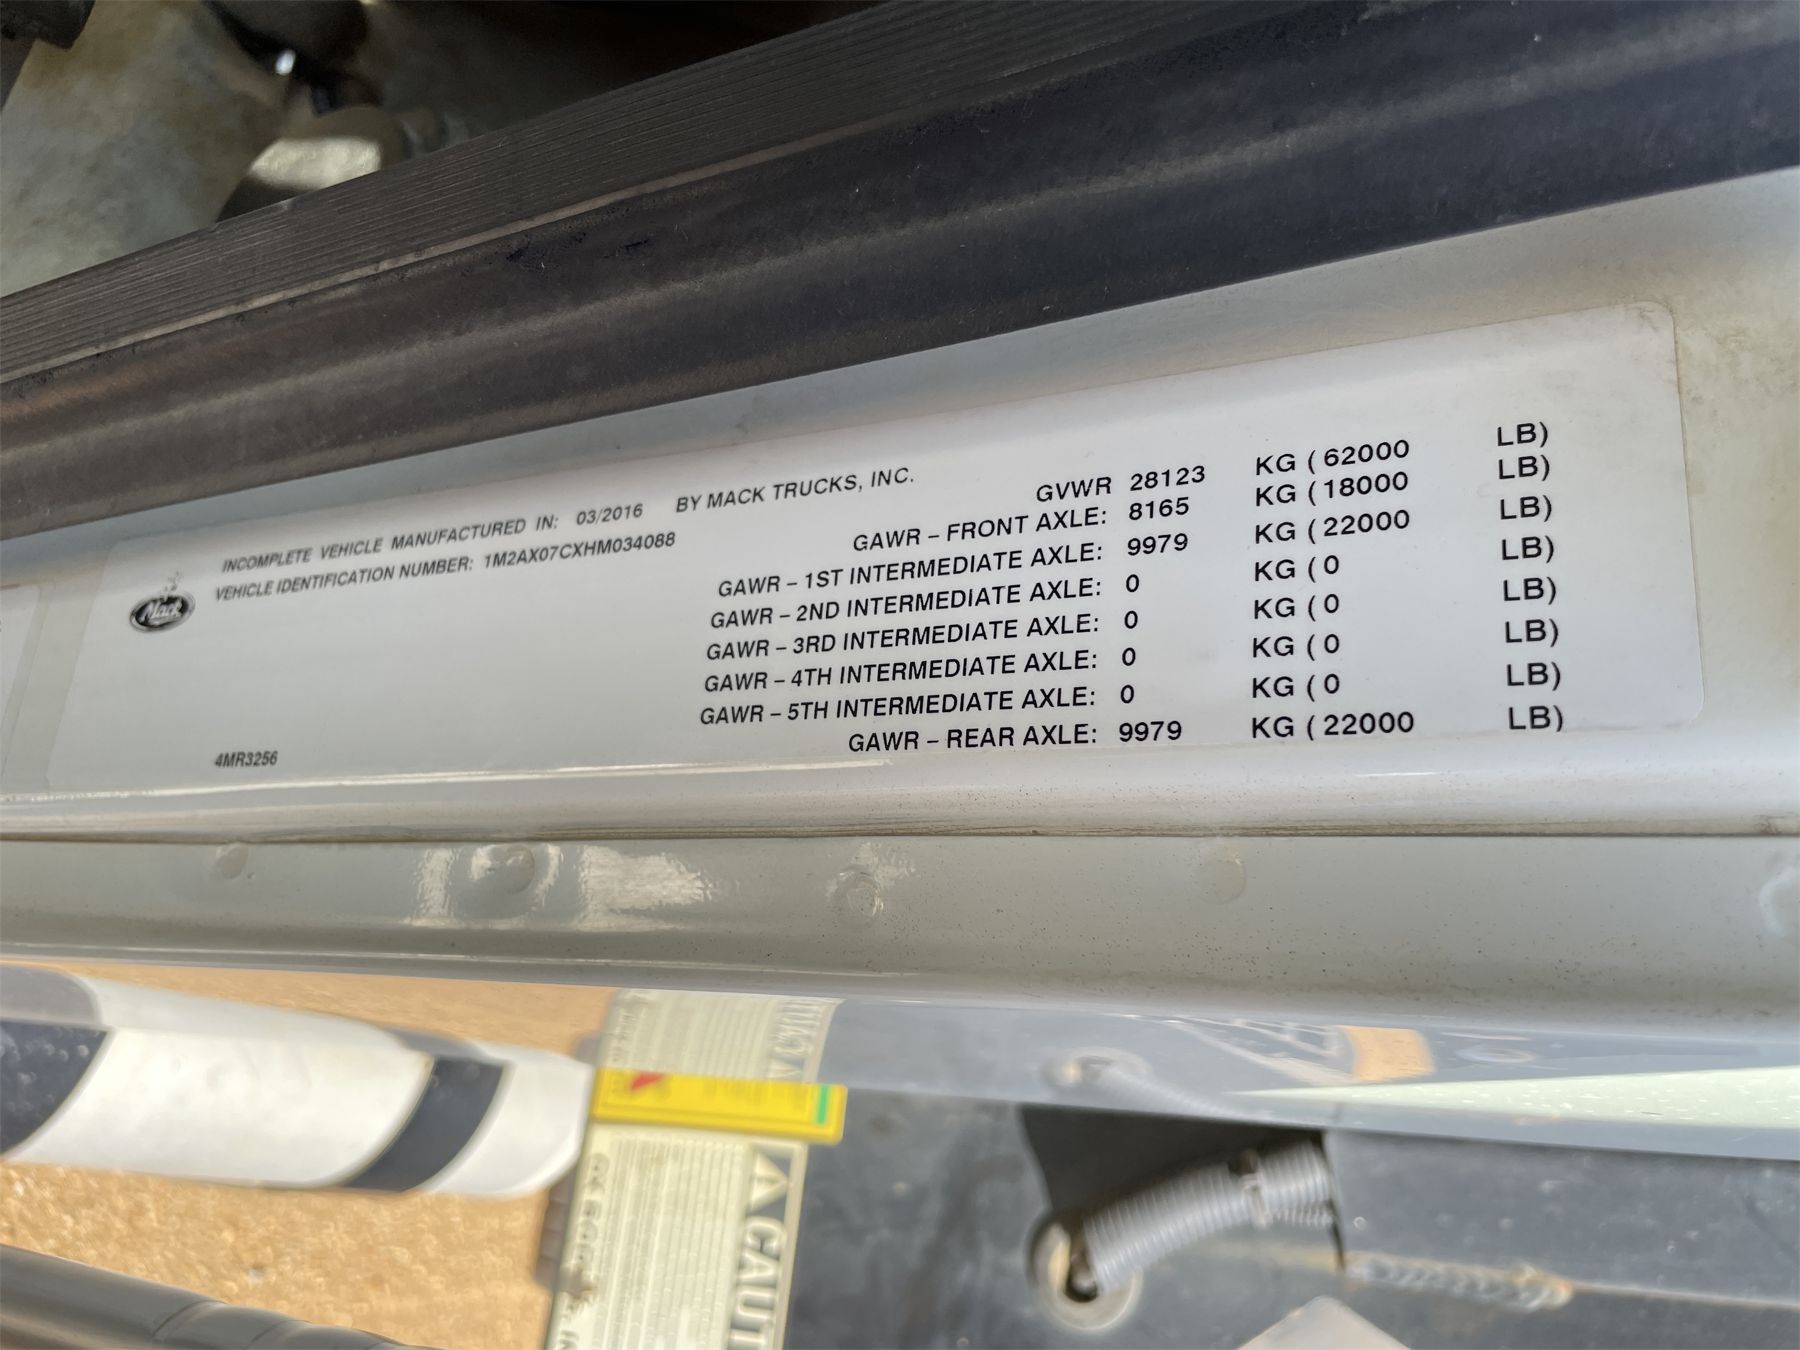 INCOMPLETE VEHICLE MANUFACTURED IN: 03/2016 BY MACK TRUCKS, INC.
VEHICLE IDENTIFICATION NUMBER: 1M2AX07CXHM034088
Mack
GVWR 28123 KG (62000 LB)
GAWR – FRONT AXLE: 8165 KG (18000 LB)
GAWR – 1ST INTERMEDIATE AXLE: 9979 KG (22000 LB)
GAWR – 2ND INTERMEDIATE AXLE: 0 KG (0 LB)
GAWR – 3RD INTERMEDIATE AXLE: 0 KG (0 LB)
GAWR – 4TH INTERMEDIATE AXLE: 0 KG (0 LB)
GAWR – 5TH INTERMEDIATE AXLE: 0 KG (0 LB)
GAWR – REAR AXLE: 9979 KG (22000 LB)
4MR3256
CAUT